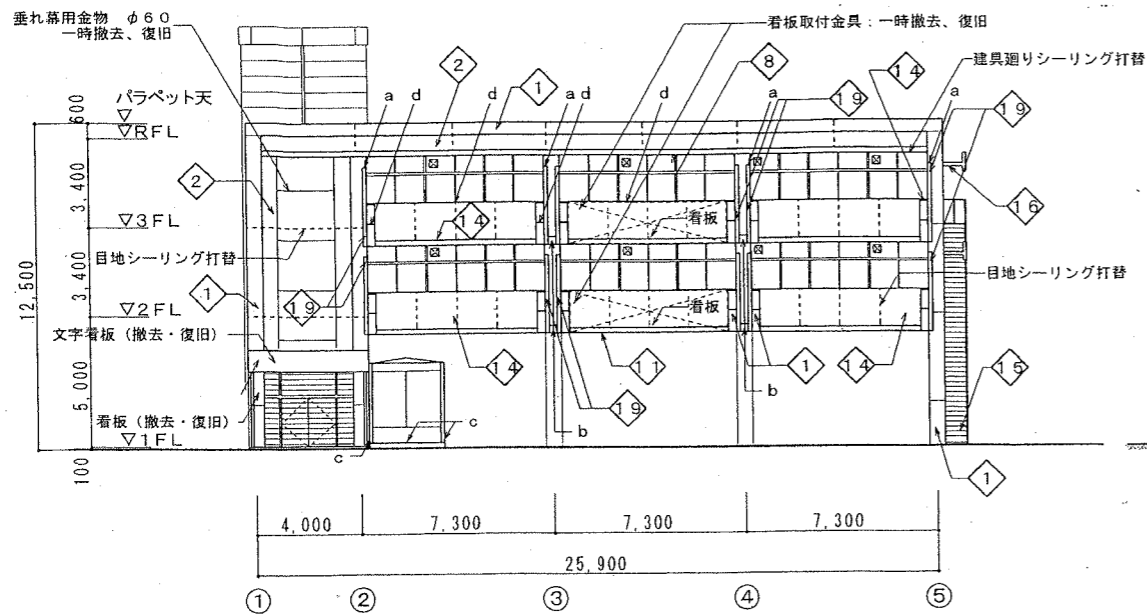 垂れ幕用金物 φ60
一時撤去、復旧
看板取付金具：一時撤去、復旧
建具廻りシーリング打替
2
8
14
1
19
19
a
d
d
a
d
d
a
a
パラペット天
▽RFL
600
2
3,400
▽3FL
14
看板
16
目地シーリング打替
目地シーリング打替
12,500
3,400
1
19
▽2FL
看板
文字看板（撤去・復旧）
14
11
1
14
15
b
19
5,000
看板（撤去・復旧）
c
b
▽1FL
c
1
100
4,000
7,300
7,300
7,300
25,900
①
②
③
④
⑤